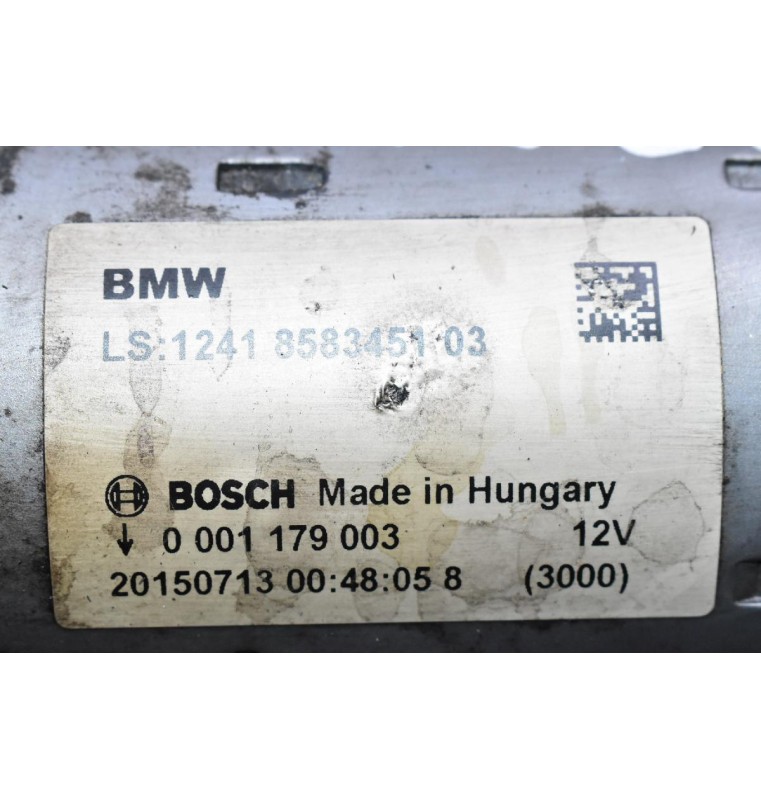 BMW
LS:1241 8583451 03
BOSCH Made in Hungary
↓ 0 001 179 003 12V
20150713 00:48:05 8 (3000)